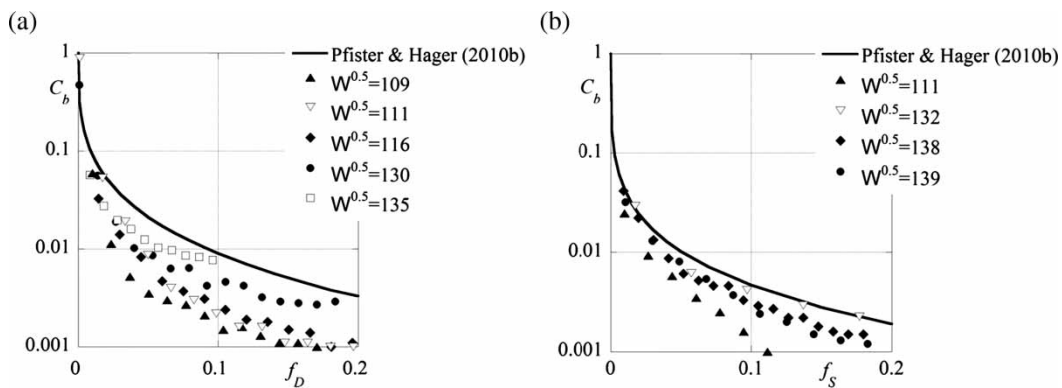 (a)
1
C_b
0.1
0.01
0.001
0
0.1
f_D
0.2
Pfister & Hager (2010b)
W^0.5=109
W^0.5=111
W^0.5=116
W^0.5=130
W^0.5=135
(b)
1
C_b
0.1
0.01
0.001
0
0.1
f_S
0.2
Pfister & Hager (2010b)
W^0.5=111
W^0.5=132
W^0.5=138
W^0.5=139